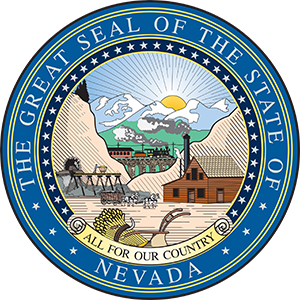 THE GREAT SEAL OF THE STATE OF
NEVADA
ALL FOR OUR COUNTRY